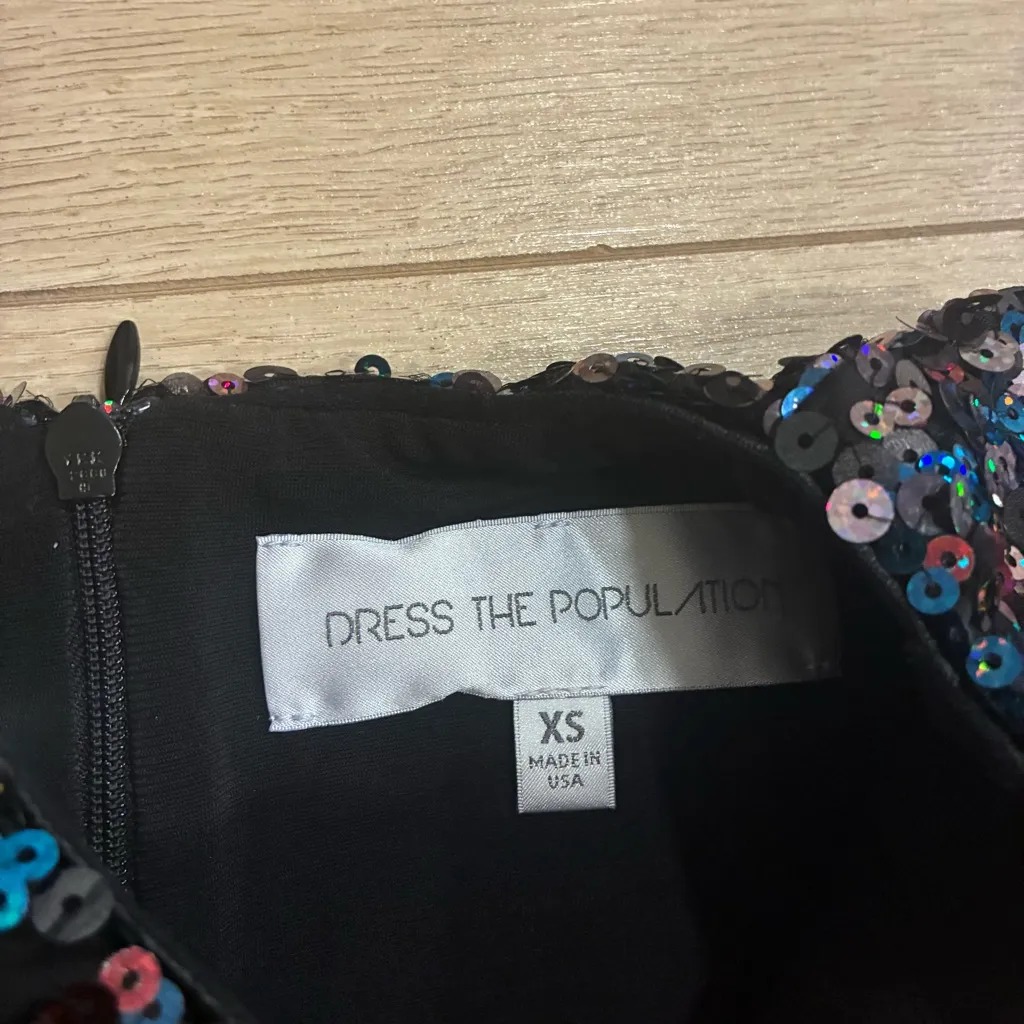 DRESS THE POPULATION
XS
MADE IN
USA